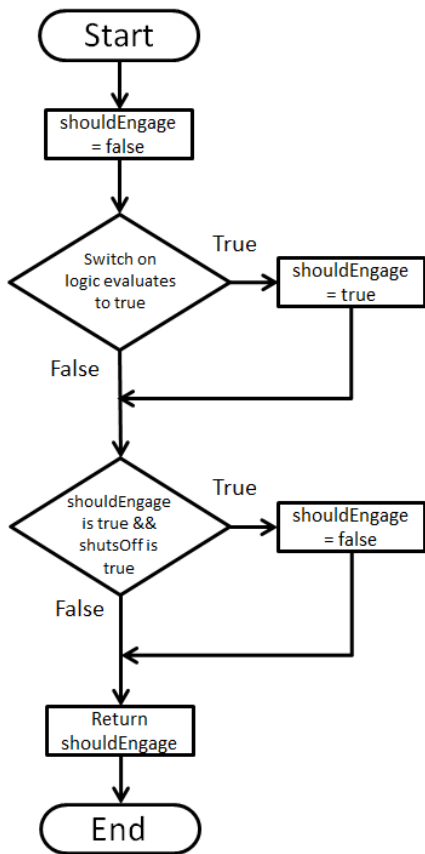 Start
shouldEngage
= false
Switch on
logic evaluates
to true
True
shouldEngage
= true
False
shouldEngage
is true &&
shutsOff is
true
True
shouldEngage
= false
False
Return
shouldEngage
End